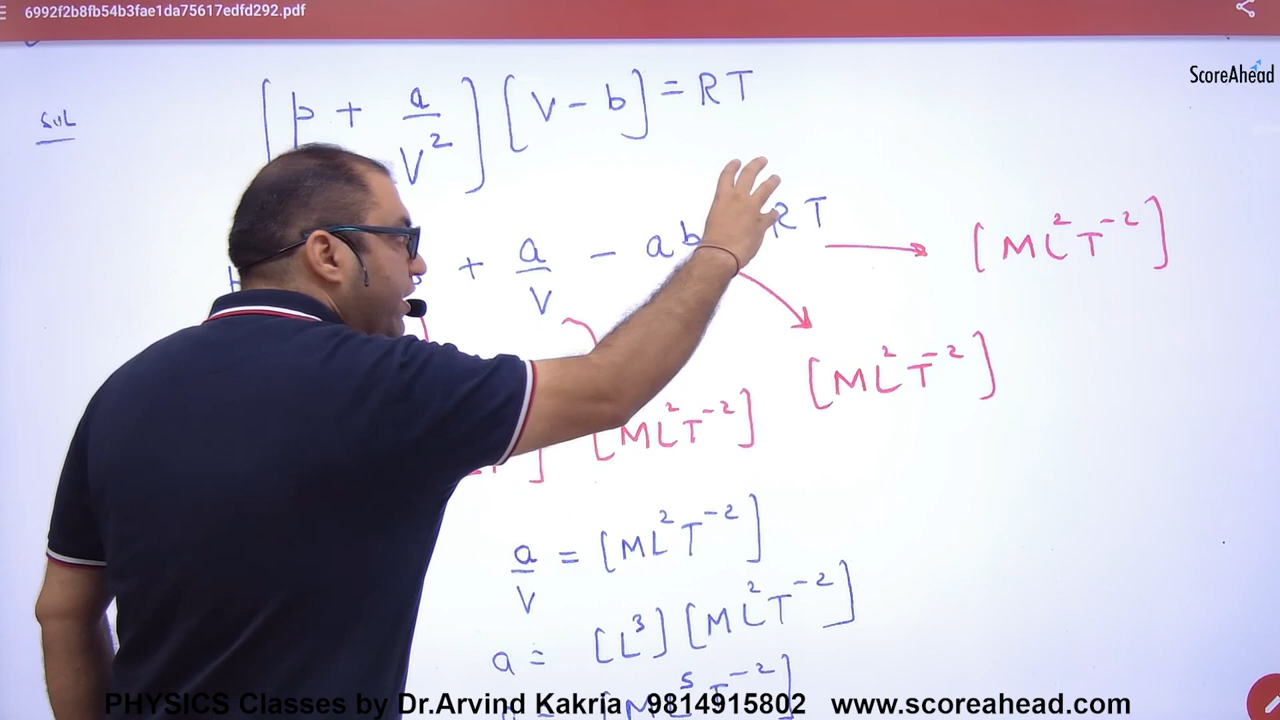 6992f2b8fb54b3fae1da75617edfd292.pdf
ScoreAhead
Sol
[p + a/V²] [V - b] = RT
+ a/V - ab RT → [ML²T⁻²]
[ML²T⁻²]
[ML²T⁻²]
a/V = [ML²T⁻²]
a = [L³] [ML²T⁻²]
PHYSICS Classes by Dr.Arvind Kakria 9814915802 www.scoreahead.com